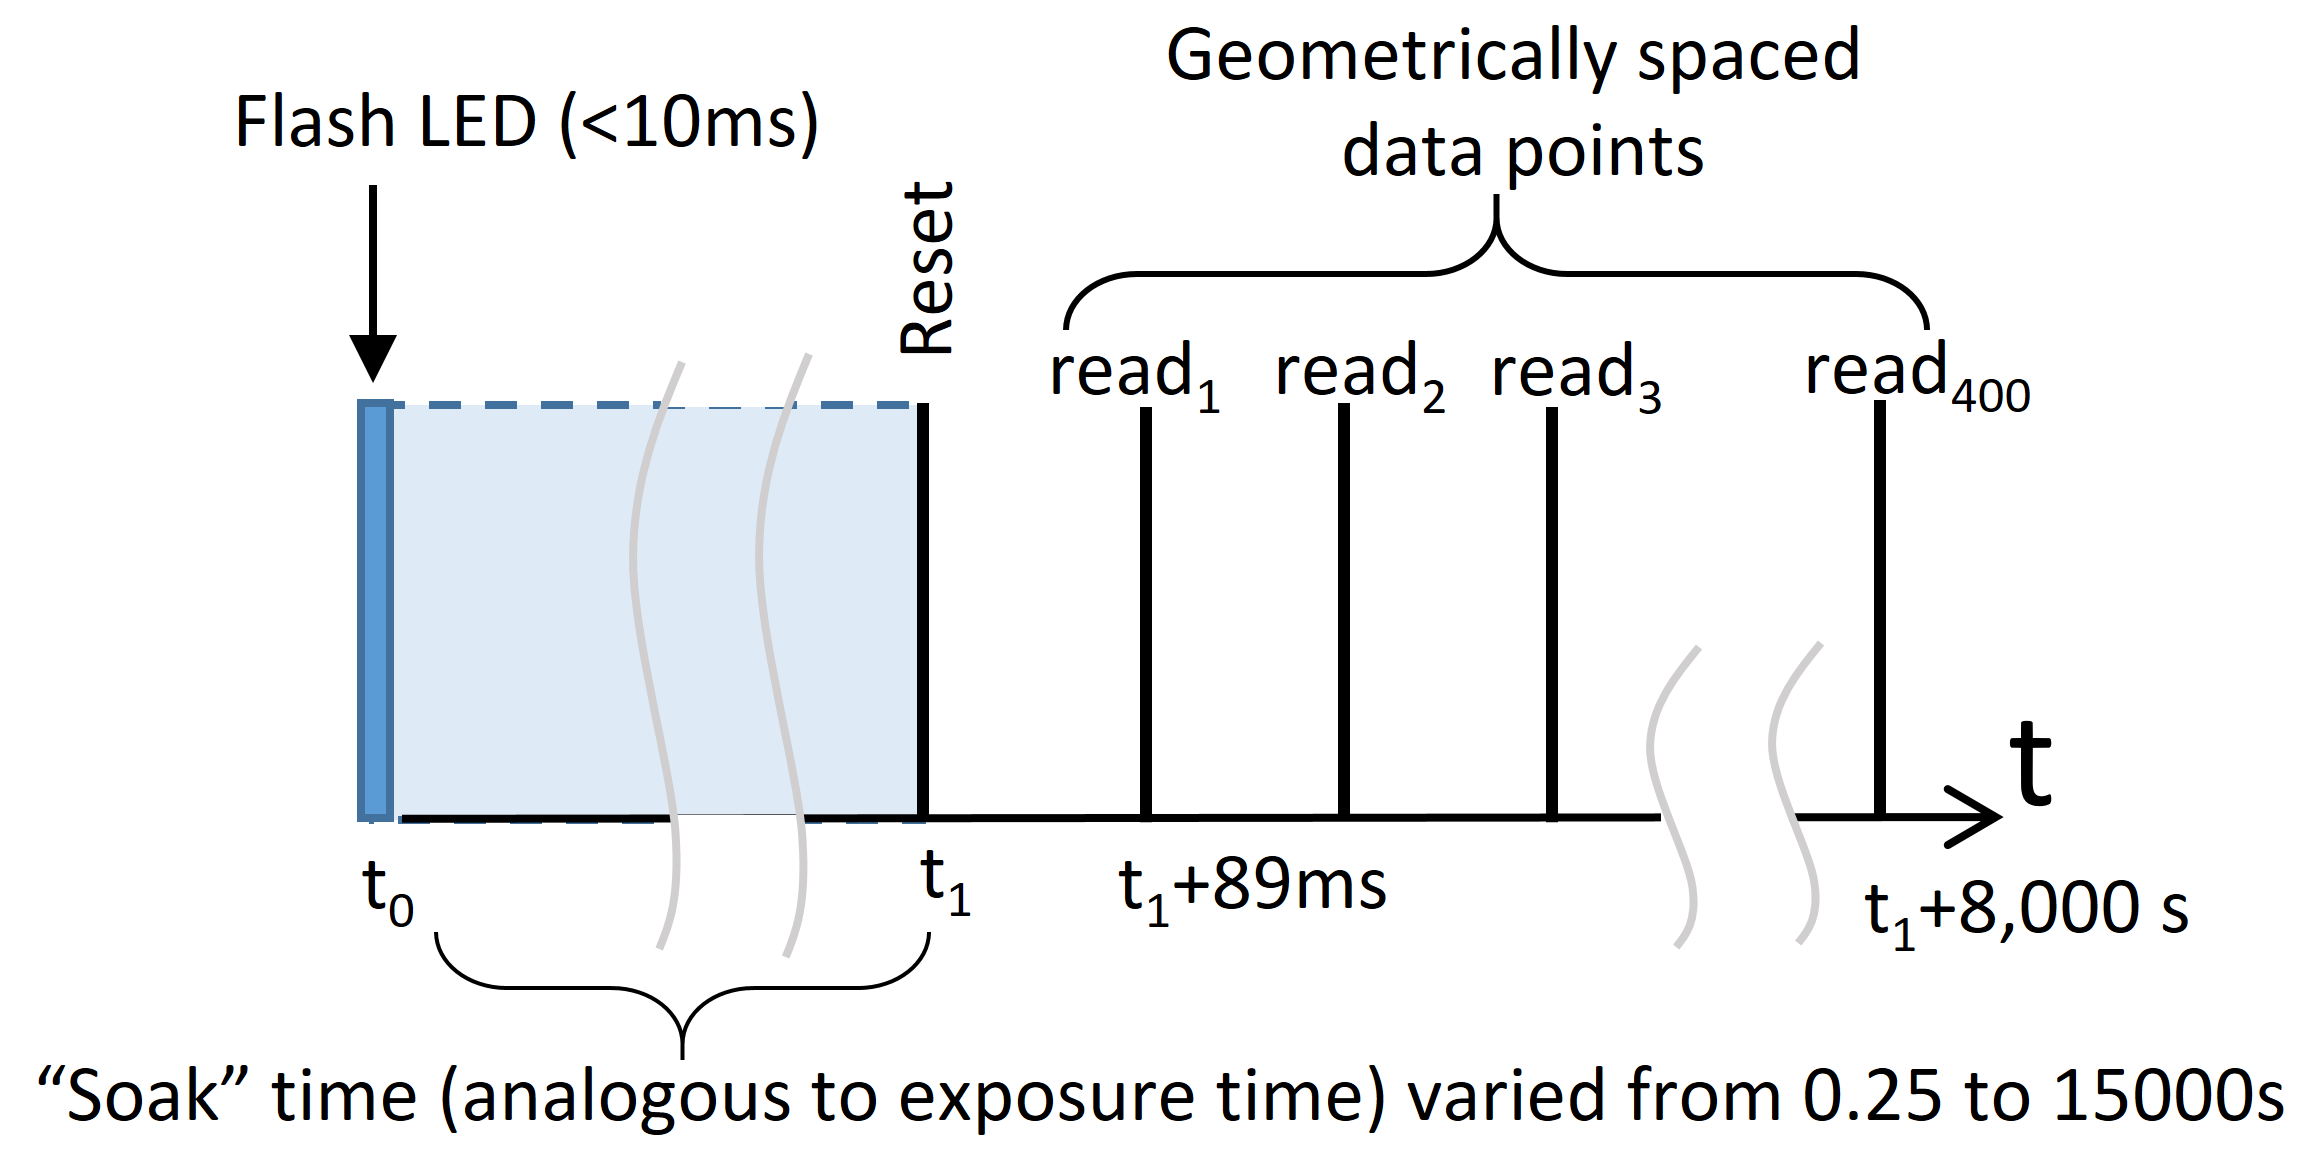 Geometrically spaced
data points
Flash LED (<10ms)
Reset
read₁ read₂ read₃ read₄₀₀
t
t₀ t₁ t₁+89ms t₁+8,000 s
“Soak” time (analogous to exposure time) varied from 0.25 to 15000s